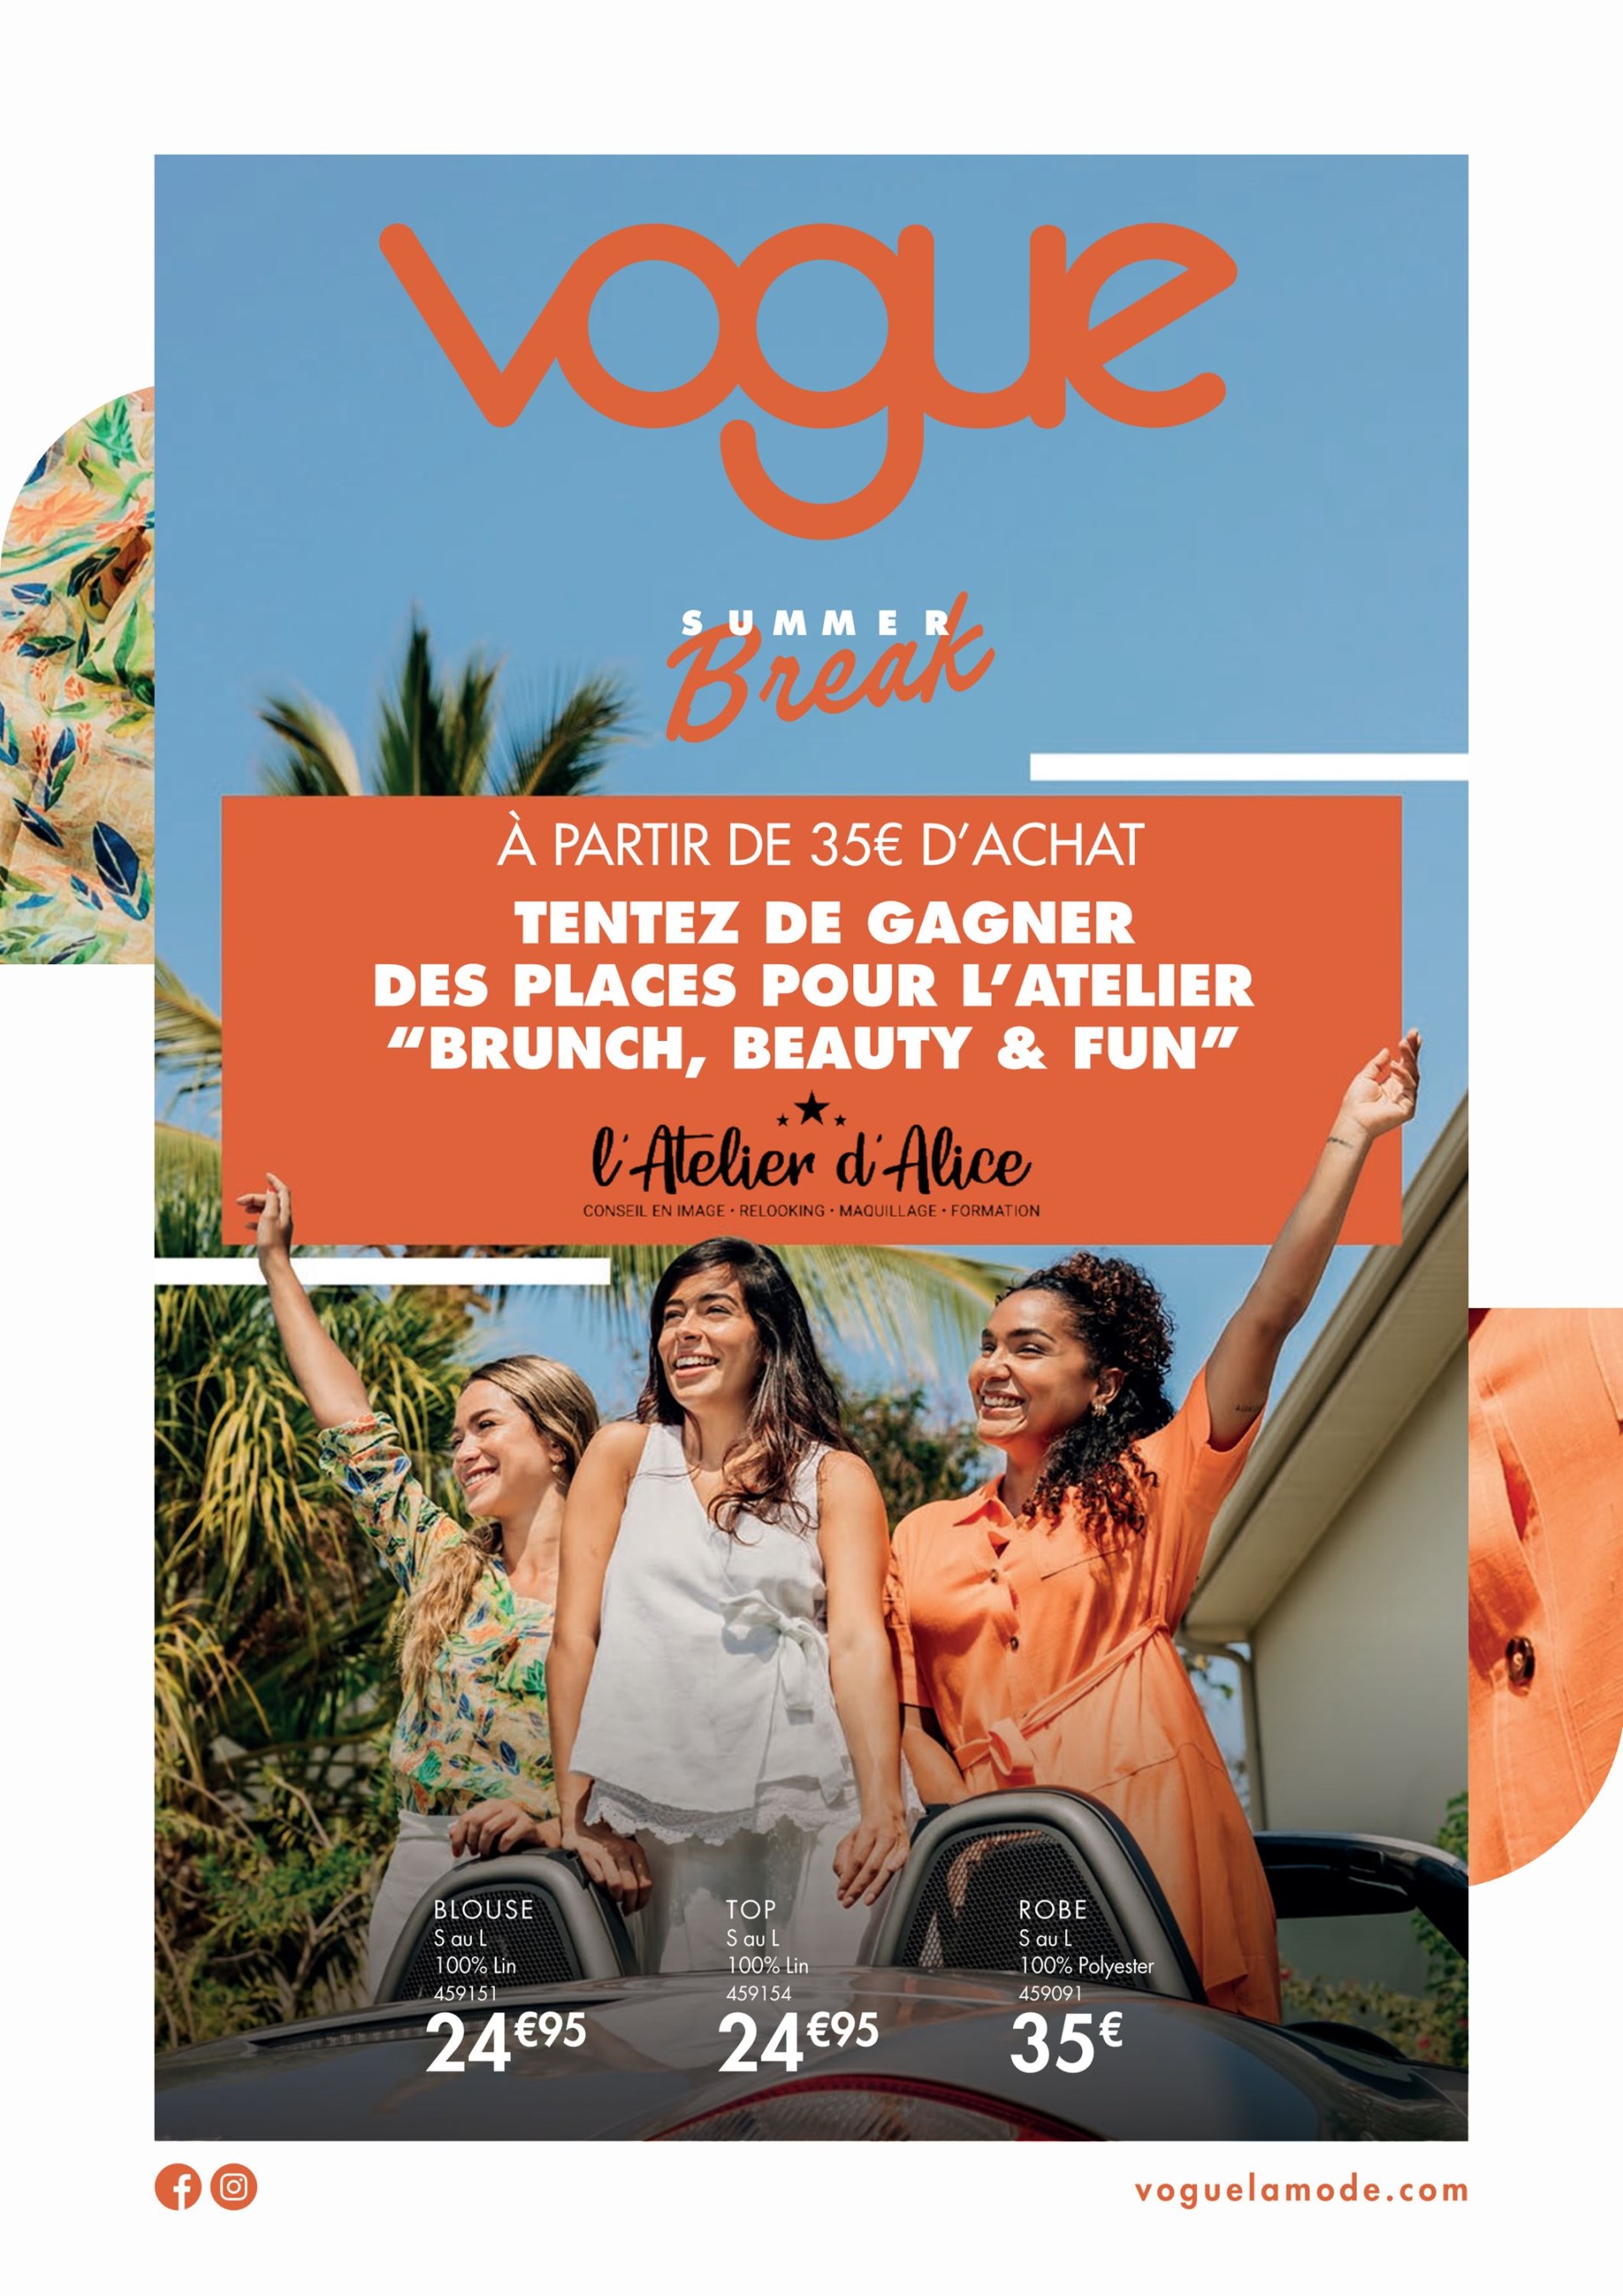 vogue
SUMMER
Break
À PARTIR DE 35€ D'ACHAT
TENTEZ DE GAGNER
DES PLACES POUR L'ATELIER
"BRUNCH, BEAUTY & FUN"
l'Atelier d'Alice
CONSEIL EN IMAGE • RELOOKING • MAQUILLAGE • FORMATION
BLOUSE
S au L
100% Lin
459151
24€95
TOP
S au L
100% Lin
459154
24€95
ROBE
S au L
100% Polyester
459091
35€
voguelamode.com